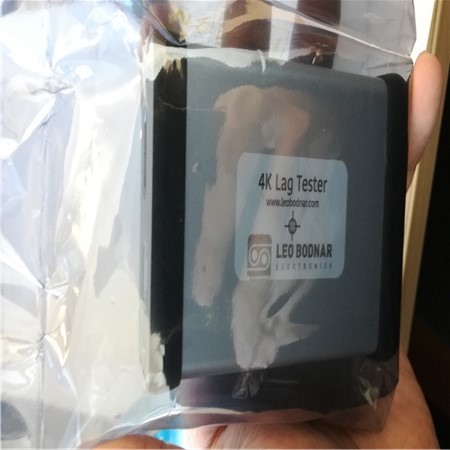 4K Lag Tester
www.leobodnar.com
LEO BODNAR
ELECTRONICS